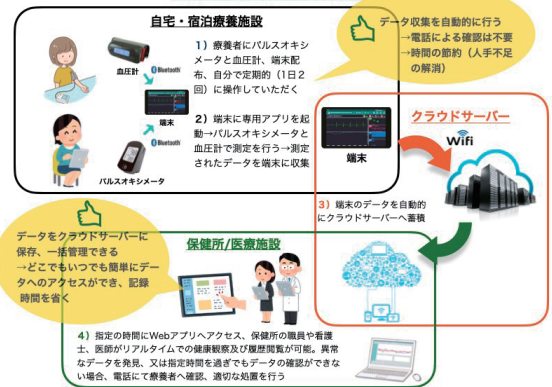 自宅・宿泊療養施設
1）療養者にパルスオキシ
メータと血圧計、端末配
布、自分で定期的（1日2
回）に操作していただく
2）端末に専用アプリを起
動→パルスオキシメータと
血圧計で測定を行う→測定
されたデータを端末に収集
血圧計
Bluetooth
端末
Bluetooth
パルスオキシメータ
データ収集を自動的に行う
→電話による確認は不要
→時間の節約（人手不足
の解消）
クラウドサーバー
Wifi
端末
3）端末のデータを自動的
にクラウドサーバーへ蓄積
データをクラウドサーバーに
保存、一括管理できる
→どこでもいつでも簡単にデー
タへのアクセスができ、記録
時間を省く
保健所/医療施設
4）指定の時間にWebアプリへアクセス、保健所の職員や看護
士、医師がリアルタイムでの健康観察及び履歴閲覧が可能。異常
なデータを発見、又は指定時間を過ぎでもデータの確認ができな
い場合、電話にて療養者へ確認、適切な処置を行う